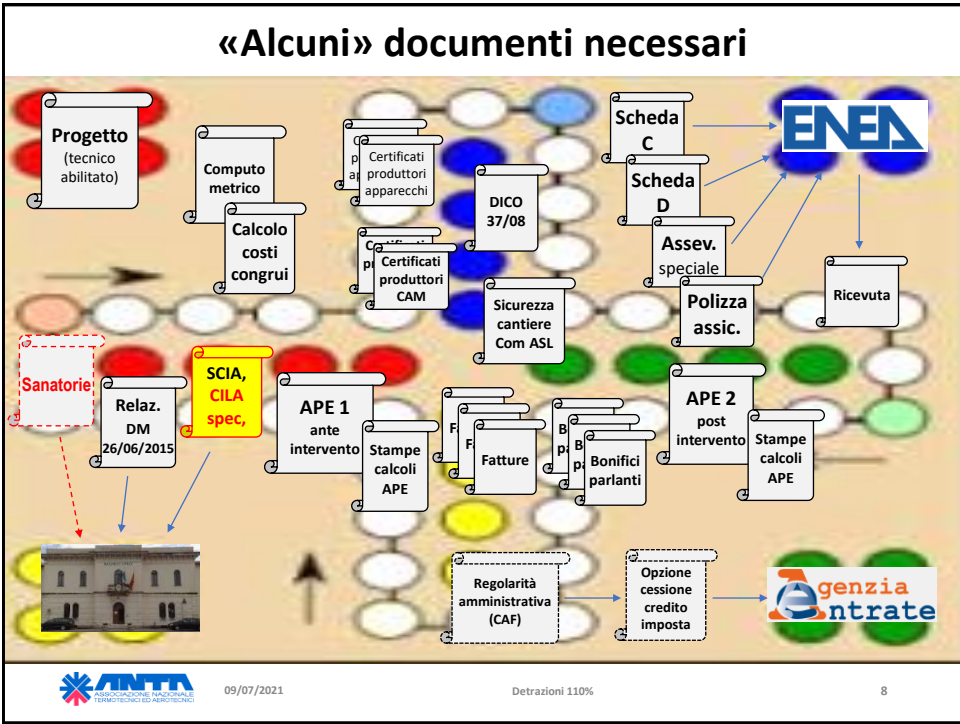 «Alcuni» documenti necessari
Progetto
(tecnico
abilitato)
Computo
metrico
Calcolo
costi
congrui
Certificati
produttori
apparecchi
Certificati
produttori
CAM
DICO
37/08
Sicurezza
cantiere
Com ASL
Scheda
C
Scheda
D
Assev.
speciale
Polizza
assic.
ENEA
Ricevuta
Sanatorie
Relaz.
DM
26/06/2015
SCIA,
CILA
spec,
APE 1
ante
intervento
Stampe
calcoli
APE
Fatture
Bonifici
parlanti
APE 2
post
intervento
Stampe
calcoli
APE
Regolarità
amministrativa
(CAF)
Opzione
cessione
credito
imposta
Agenzia
Entrate
ANTA
ASSOCIAZIONE NAZIONALE
TERMOTECNICI ED AEROTECNICI
09/07/2021
Detrazioni 110%
8